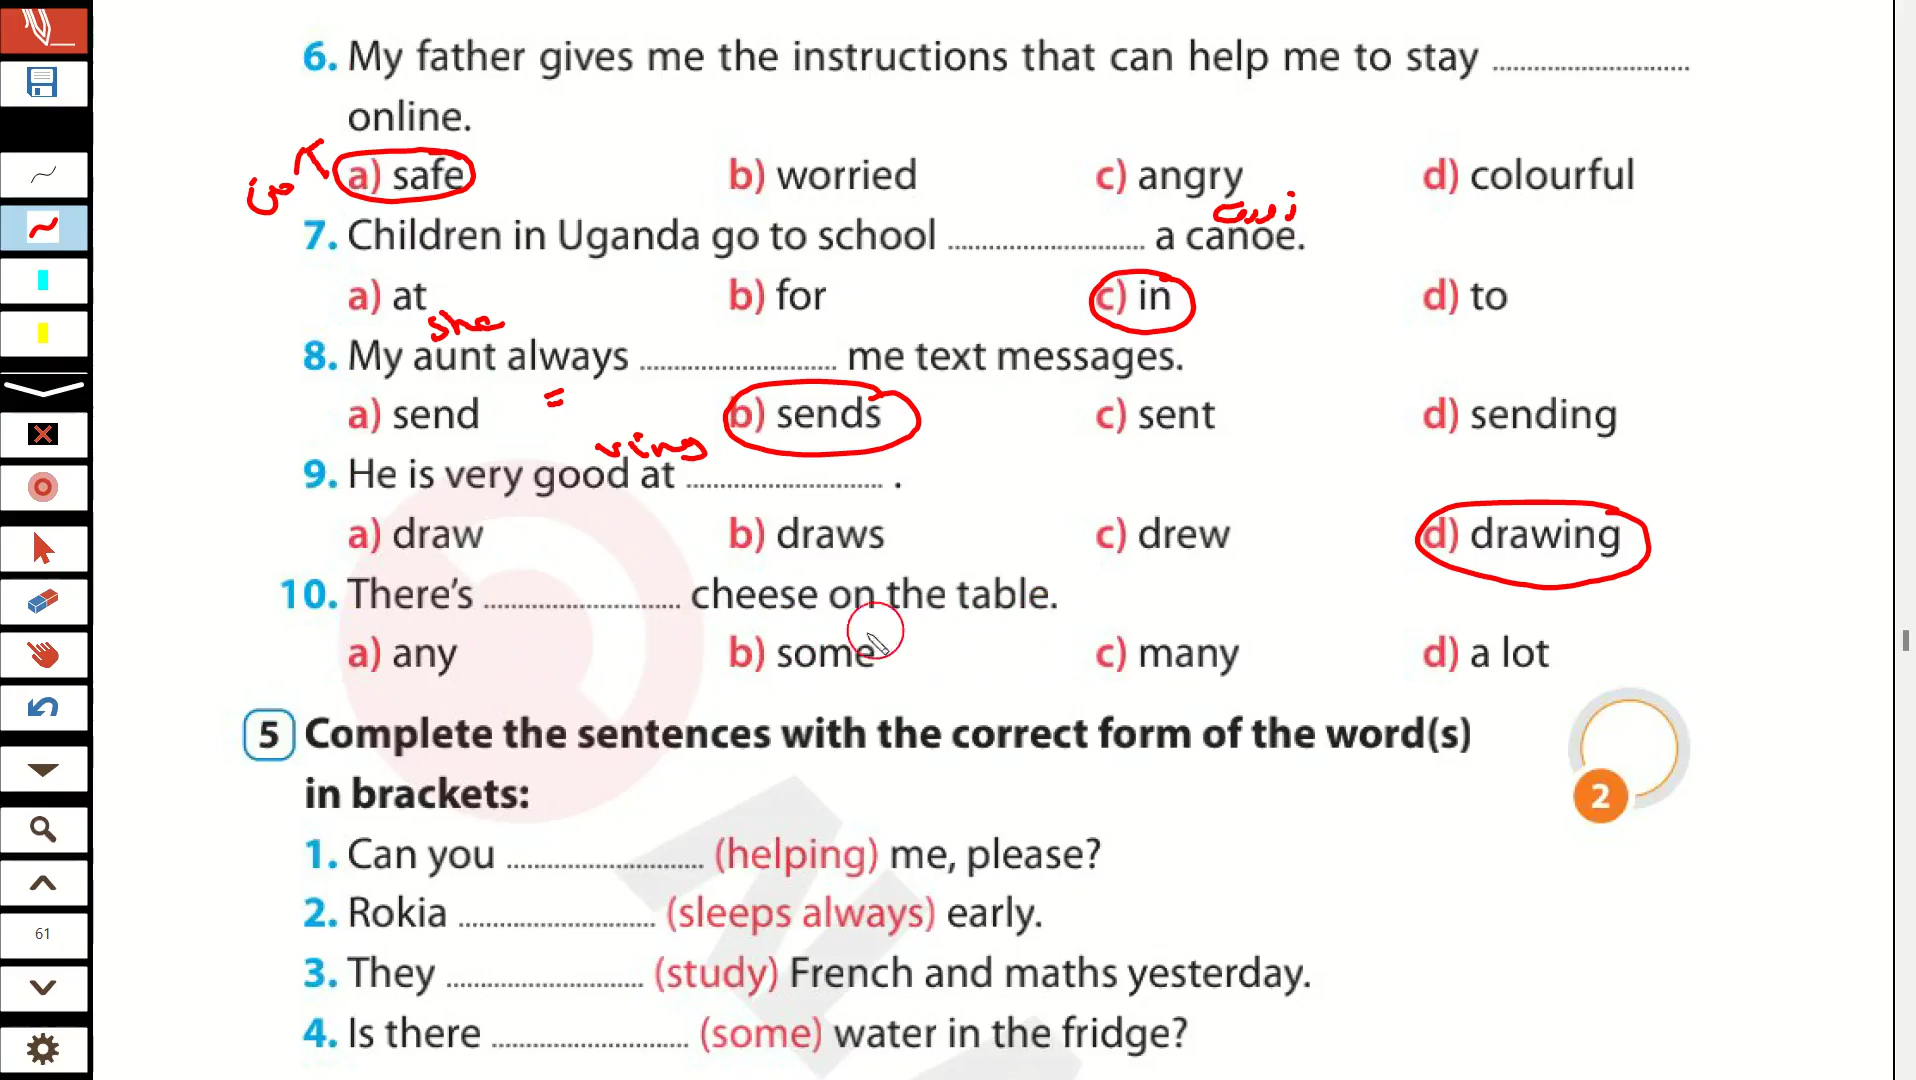 6. My father gives me the instructions that can help me to stay ..............................
online.
a) safe b) worried c) angry d) colourful
7. Children in Uganda go to school .............................. a canoe.
a) at b) for c) in d) to
she
8. My aunt always .............................. me text messages.
a) send = b) sends c) sent d) sending
ving
9. He is very good at .............................. .
a) draw b) draws c) drew d) drawing
10. There's .............................. cheese on the table.
a) any b) some c) many d) a lot
5 Complete the sentences with the correct form of the word(s)
in brackets:
2
1. Can you .............................. (helping) me, please?
2. Rokia .............................. (sleeps always) early.
3. They .............................. (study) French and maths yesterday.
4. Is there .............................. (some) water in the fridge?
61